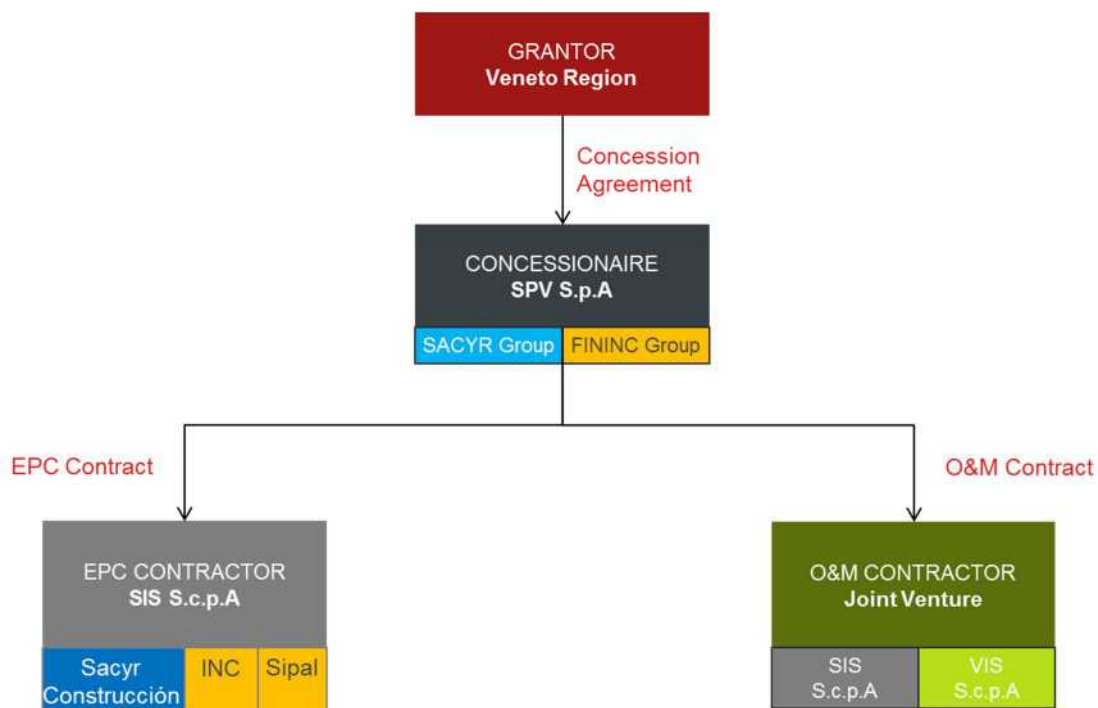 GRANTOR
Veneto Region
Concession
Agreement
CONCESSIONAIRE
SPV S.p.A
SACYR Group FININC Group
EPC Contract
O&M Contract
EPC CONTRACTOR
SIS S.c.p.A
Sacyr
Construcción
INC
Sipal
O&M CONTRACTOR
Joint Venture
SIS
S.c.p.A
VIS
S.c.p.A